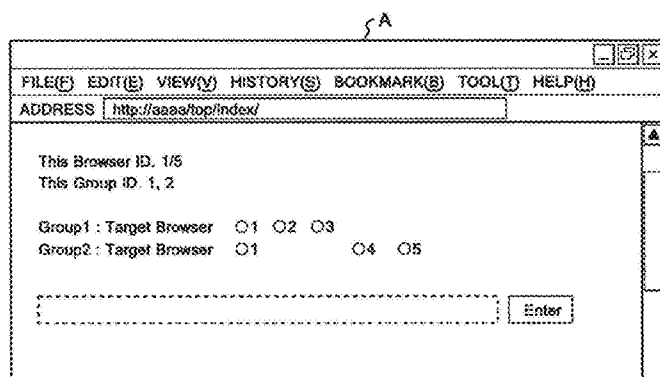 A
FILE(F) EDIT(E) VIEW(V) HISTORY(S) BOOKMARK(B) TOOL(T) HELP(H)
ADDRESS http://aaaa/top/index/
This Browser ID. 1/5
This Group ID. 1, 2
Group1 : Target Browser ○1 ○2 ○3
Group2 : Target Browser ○1 ○4 ○5
Enter